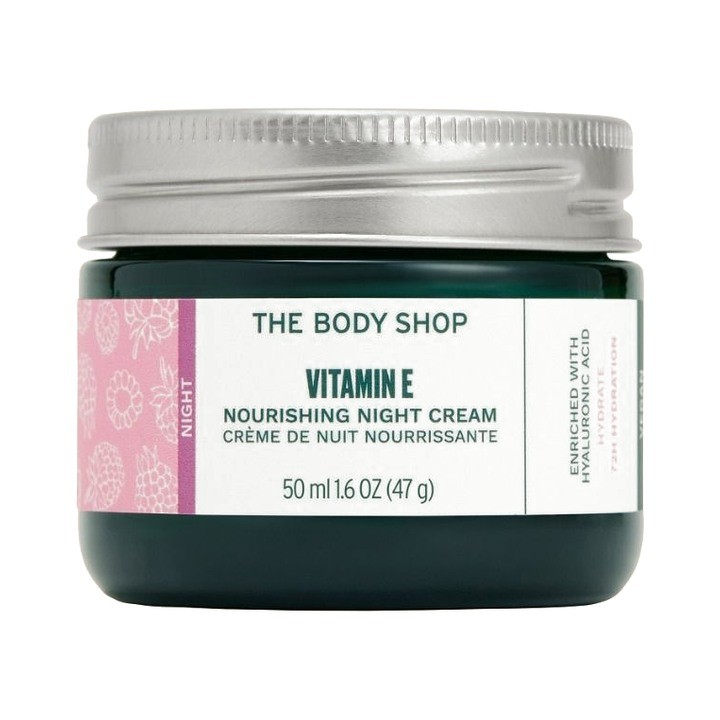 NIGHT
THE BODY SHOP
VITAMIN E
NOURISHING NIGHT CREAM
CRÈME DE NUIT NOURRISSANTE
50 ml 1.6 OZ (47 g)
ENRICHED WITH
HYALURONIC ACID
HYDRATE
72H HYDRATION
VEGAN